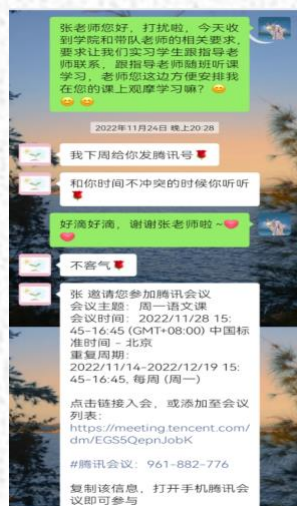 张老师您好，打扰啦，今天收
到学院和带队老师的相关要求，
要求让我们实习学生跟指导老
师联系，跟指导老师随班听课
学习，老师您这边方便安排我
在您的课上观摩学习嘛？😊
😊😊
2022年11月24日 晚上20:28
我下周给你发腾讯号🌹
和你时间不冲突的时候你听听
🌹
好滴好滴，谢谢张老师啦~❤️
❤️
不客气🌹
张 邀请您参加腾讯会议
会议主题：周一语文课
会议时间：2022/11/28 15:
45-16:45 (GMT+08:00) 中国标
准时间 - 北京
重复周期：
2022/11/14-2022/12/19 15:
45-16:45, 每周 (周一)
点击链接入会，或添加至会议
列表：
https://meeting.tencent.com/
dm/EGS5QepnJobK
#腾讯会议：961-882-776
复制该信息，打开手机腾讯会
议即可参与